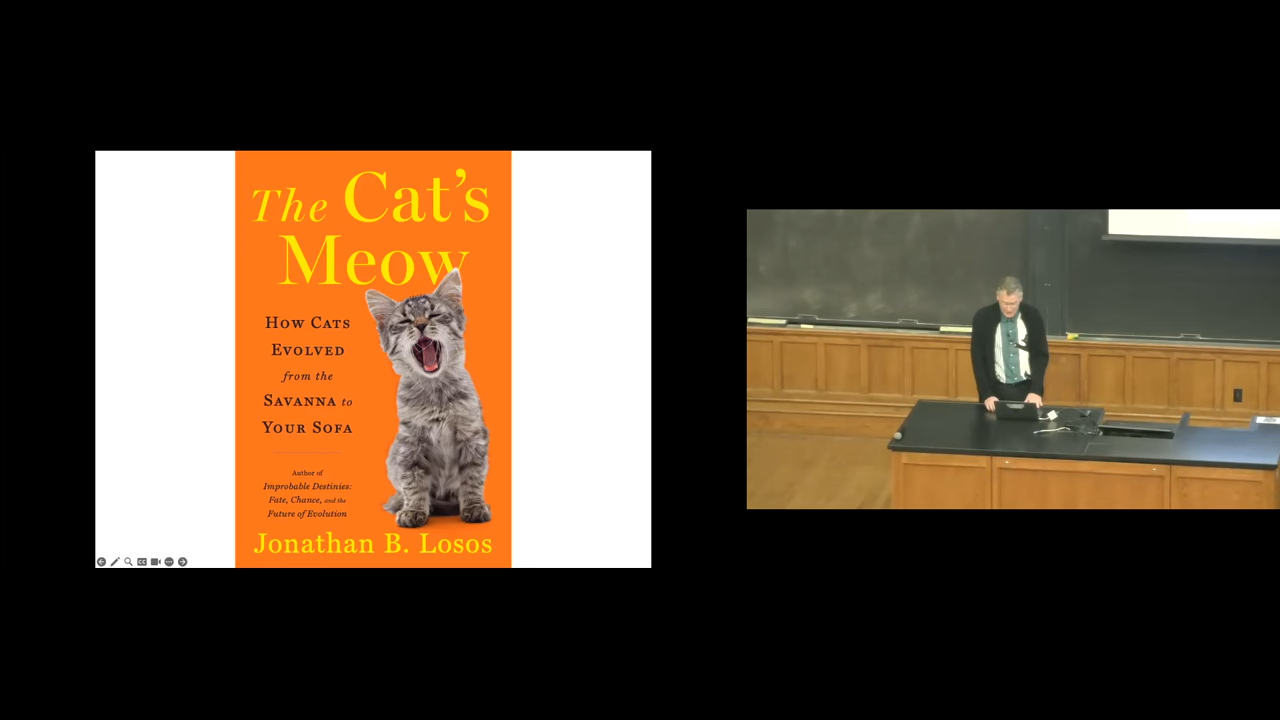 The Cat's
Meow
How Cats
Evolved
from the
Savanna to
Your Sofa
Author of
Improbable Destinies:
Fate, Chance, and the
Future of Evolution
Jonathan B. Losos